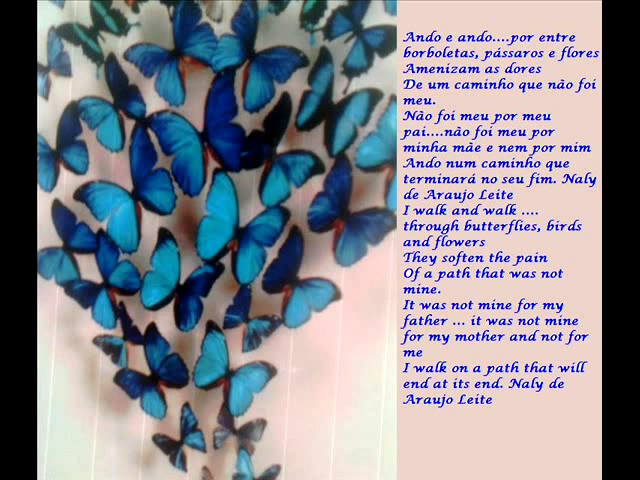 Ando e ando....por entre
borboletas, pássaros e flores
Amenizam as dores
De um caminho que não foi
meu.
Não foi meu por meu
pai....não foi meu por
minha mãe e nem por mim
Ando num caminho que
terminará no seu fim. Naly
de Araujo Leite
I walk and walk ....
through butterflies, birds
and flowers
They soften the pain
Of a path that was not
mine.
It was not mine for my
father ... it was not mine
for my mother and not for
me
I walk on a path that will
end at its end. Naly de
Araujo Leite